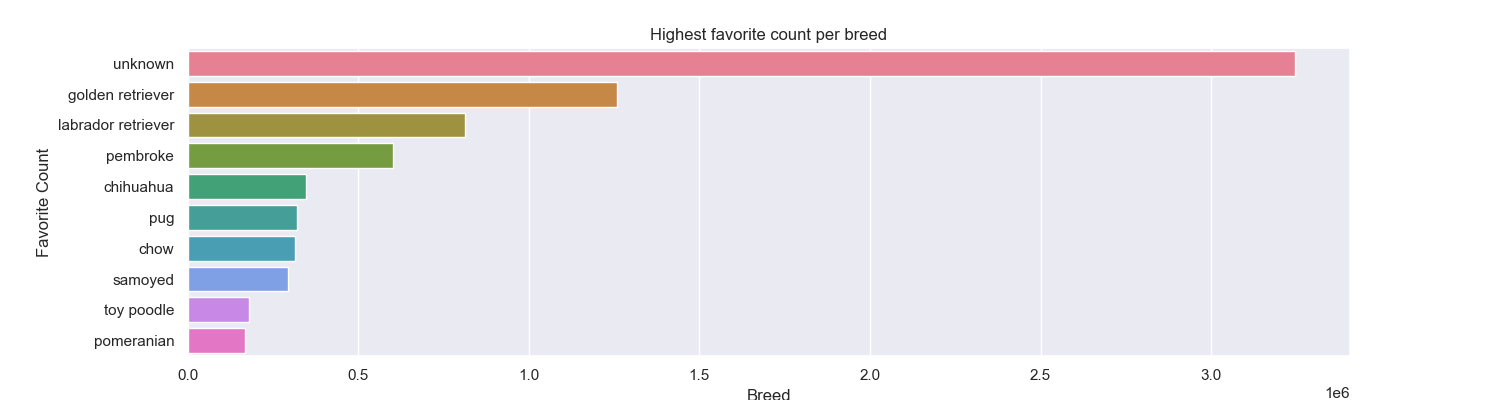 Highest favorite count per breed
unknown
golden retriever
labrador retriever
pembroke
chihuahua
pug
chow
samoyed
toy poodle
pomeranian
Favorite Count
0.0 0.5 1.0 1.5 2.0 2.5 3.0
1e6
Breed